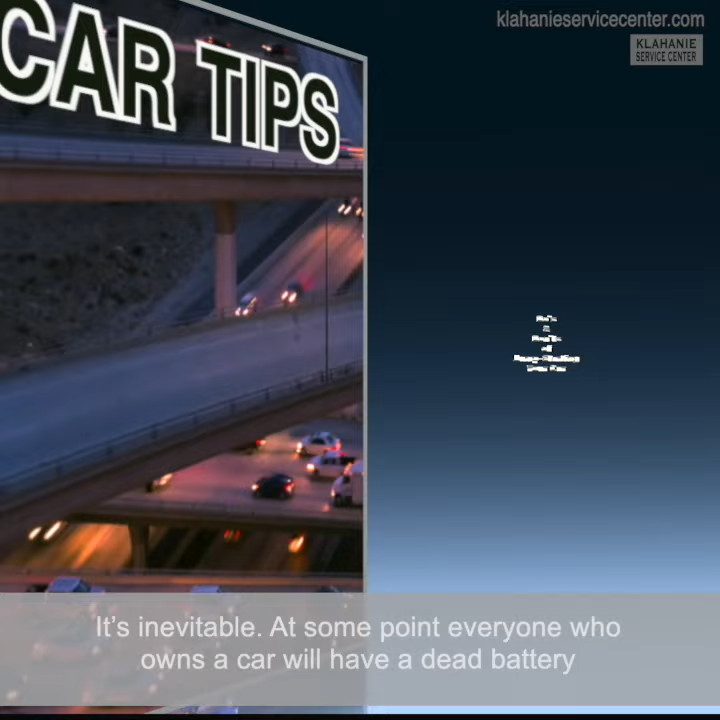 klahanieservicecenter.com
KLAHANIE
SERVICE CENTER
CAR TIPS
It’s inevitable. At some point everyone who
owns a car will have a dead battery